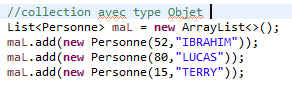 //collection avec type Objet
List<Personne> maL = new ArrayList<>();
maL.add(new Personne(52,"IBRAHIM"));
maL.add(new Personne(80,"LUCAS"));
maL.add(new Personne(15,"TERRY"));